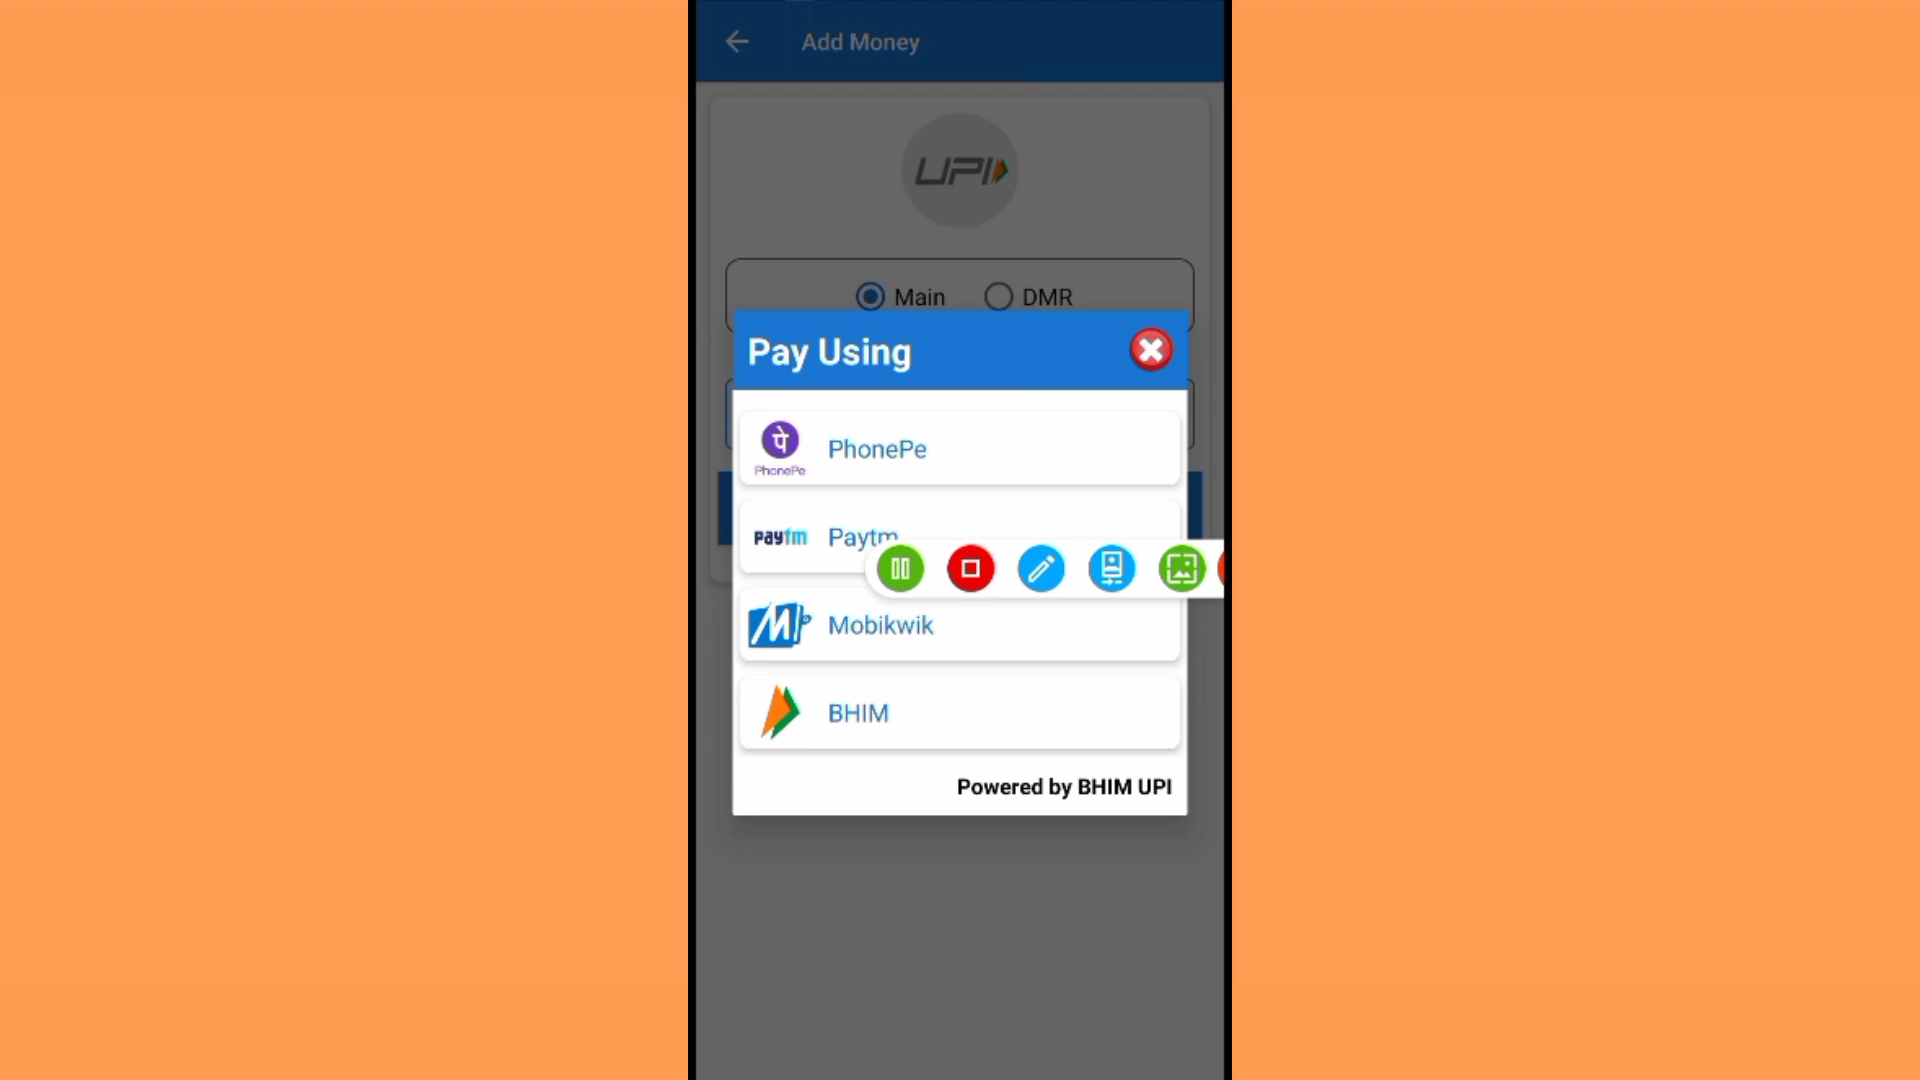 Add Money
UPI
Main DMR
Pay Using
पे
PhonePe
PhonePe
paytm
Paytm
Mobikwik
BHIM
Powered by BHIM UPI